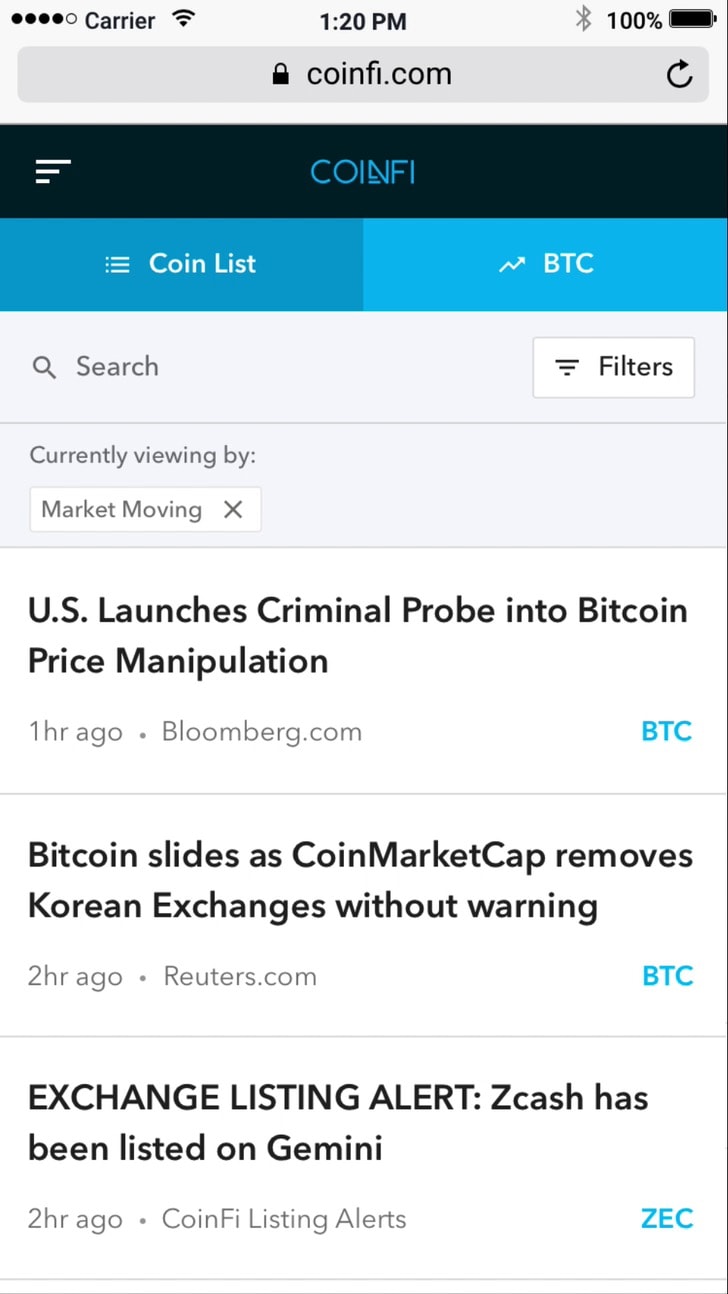 Carrier 1:20 PM 100%
coinfi.com
COINFI
Coin List BTC
Search Filters
Currently viewing by:
Market Moving
U.S. Launches Criminal Probe into Bitcoin
Price Manipulation
1hr ago • Bloomberg.com BTC
Bitcoin slides as CoinMarketCap removes
Korean Exchanges without warning
2hr ago • Reuters.com BTC
EXCHANGE LISTING ALERT: Zcash has
been listed on Gemini
2hr ago • CoinFi Listing Alerts ZEC